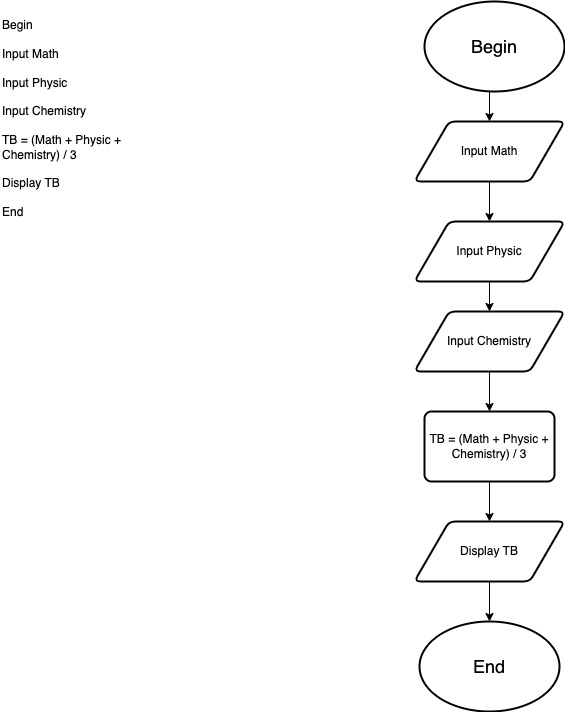 Begin
Input Math
Input Physic
Input Chemistry
TB = (Math + Physic +
Chemistry) / 3
Display TB
End
Begin
Input Math
Input Physic
Input Chemistry
TB = (Math + Physic +
Chemistry) / 3
Display TB
End